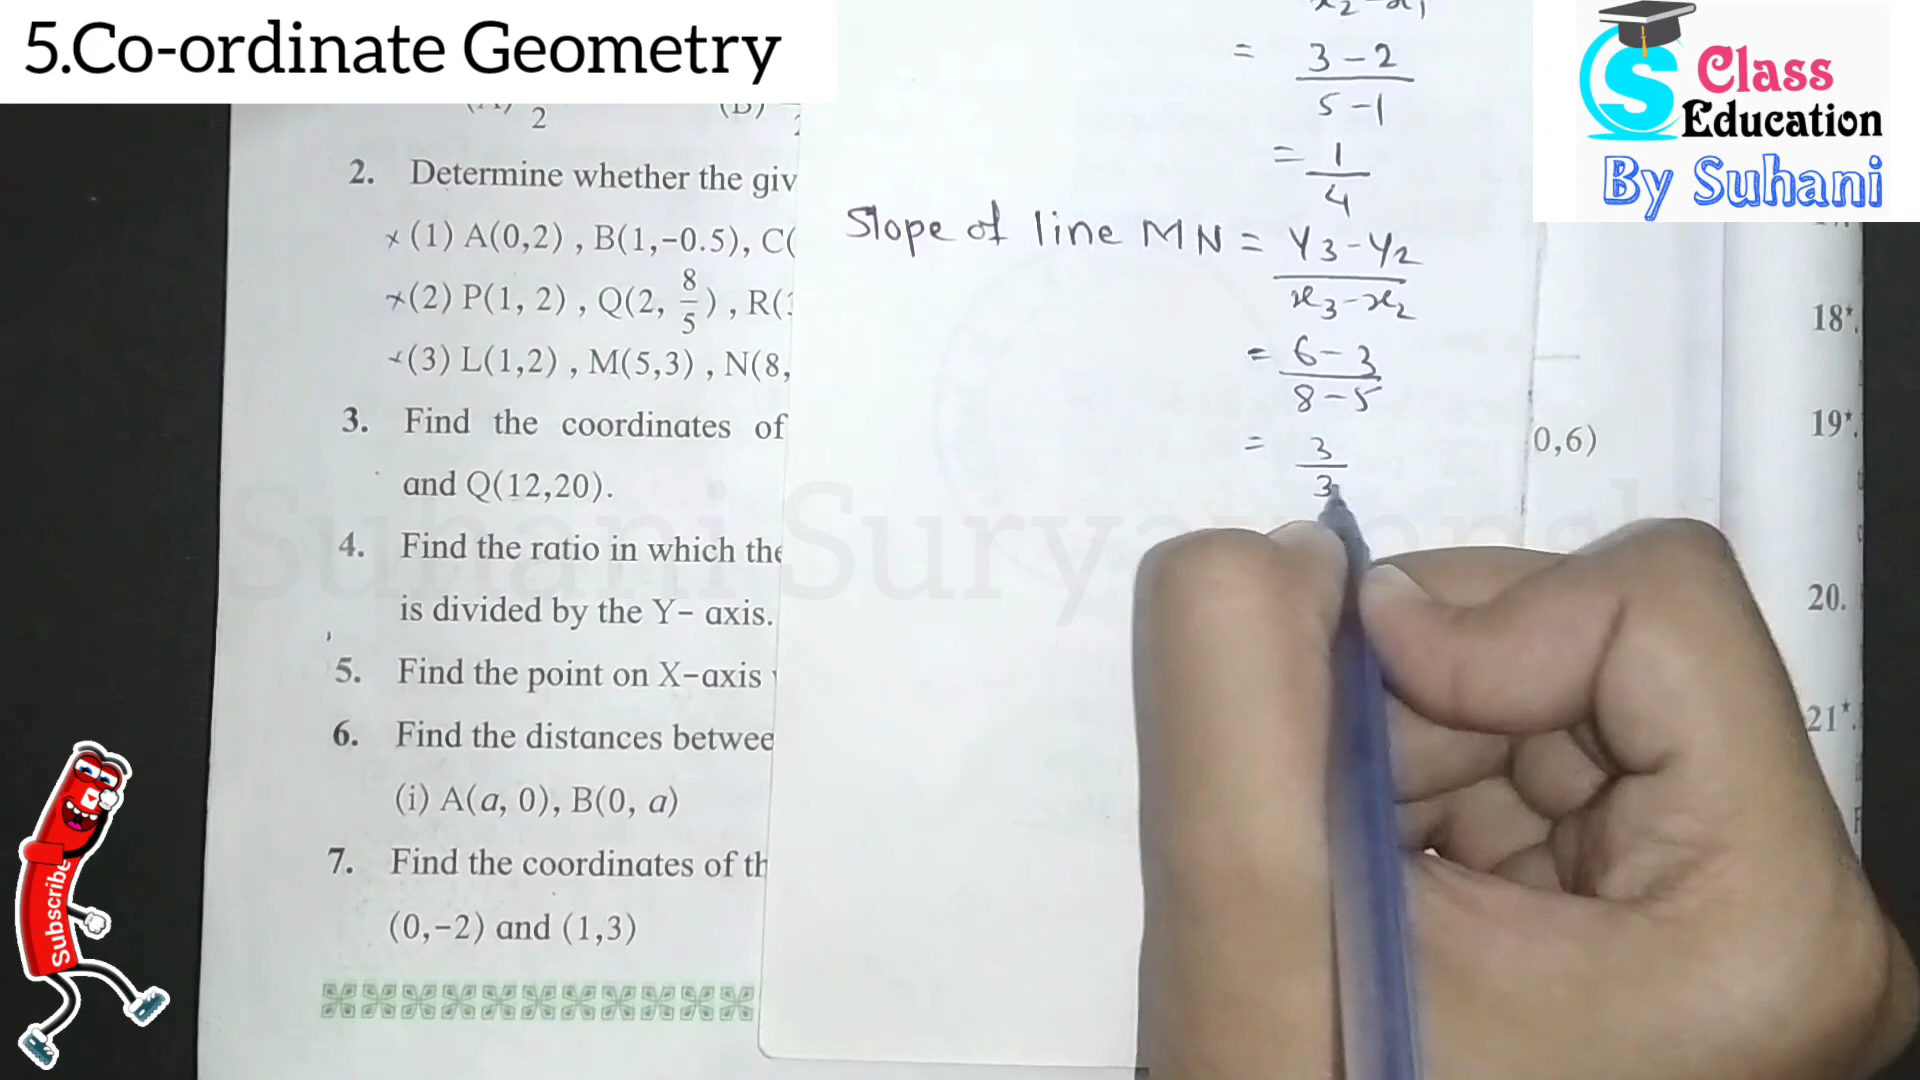 5.Co-ordinate Geometry
Class
Education
By Suhani
2
(B)
2. Determine whether the giv
× (1) A(0,2) , B(1,−0.5), C(
×(2) P(1, 2) , Q(2, 8/5) , R(
(3) L(1,2) , M(5,3) , N(8,
3. Find the coordinates of
and Q(12,20).
4. Find the ratio in which the
is divided by the Y− axis.
5. Find the point on X−axis
6. Find the distances betwee
(i) A(a, 0), B(0, a)
7. Find the coordinates of th
(0,−2) and (1,3)
x2 - x1
= 3 - 2
5 - 1
= 1
4
Slope of line MN = y3 - y2
x3 - x2
= 6 - 3
8 - 5
= 3
3
0,6)
18*.
19*.
20.
21*.
Subscribe